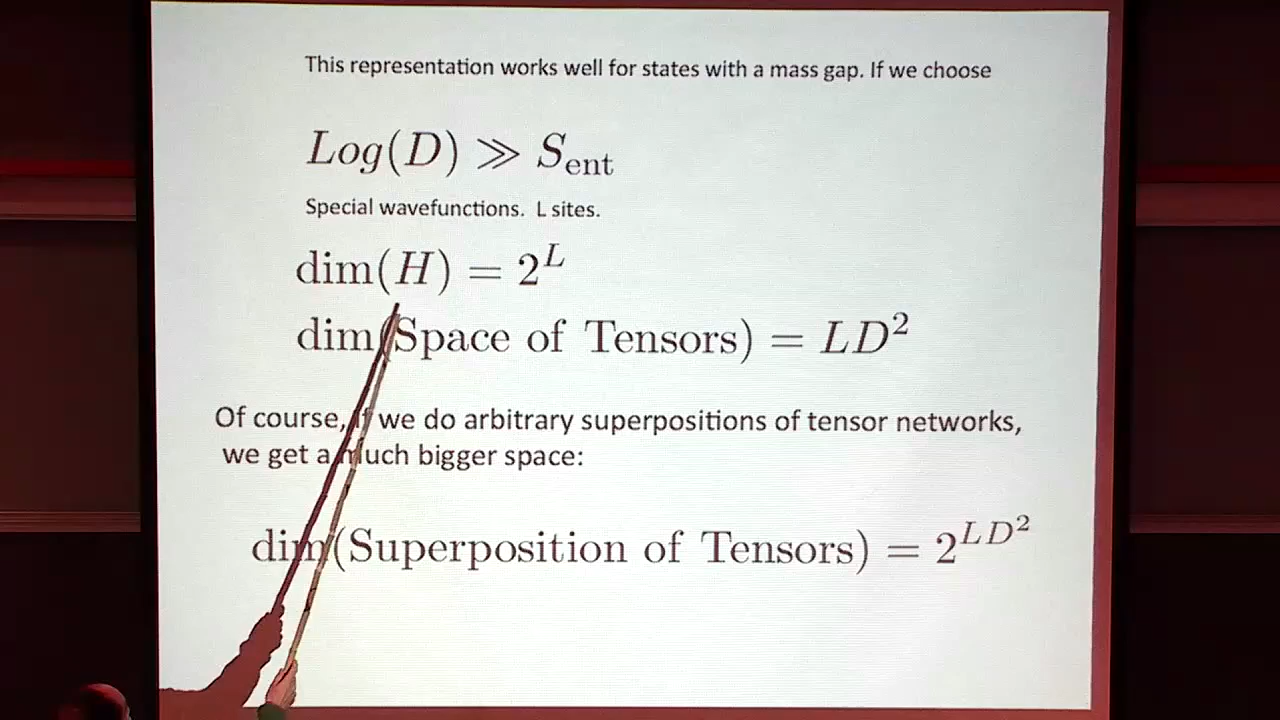 This representation works well for states with a mass gap. If we choose
Log(D) ≫ S_ent
Special wavefunctions. L sites.
dim(H) = 2^L
dim(Space of Tensors) = LD^2
Of course, if we do arbitrary superpositions of tensor networks,
we get a much bigger space:
dim(Superposition of Tensors) = 2^{LD^2}